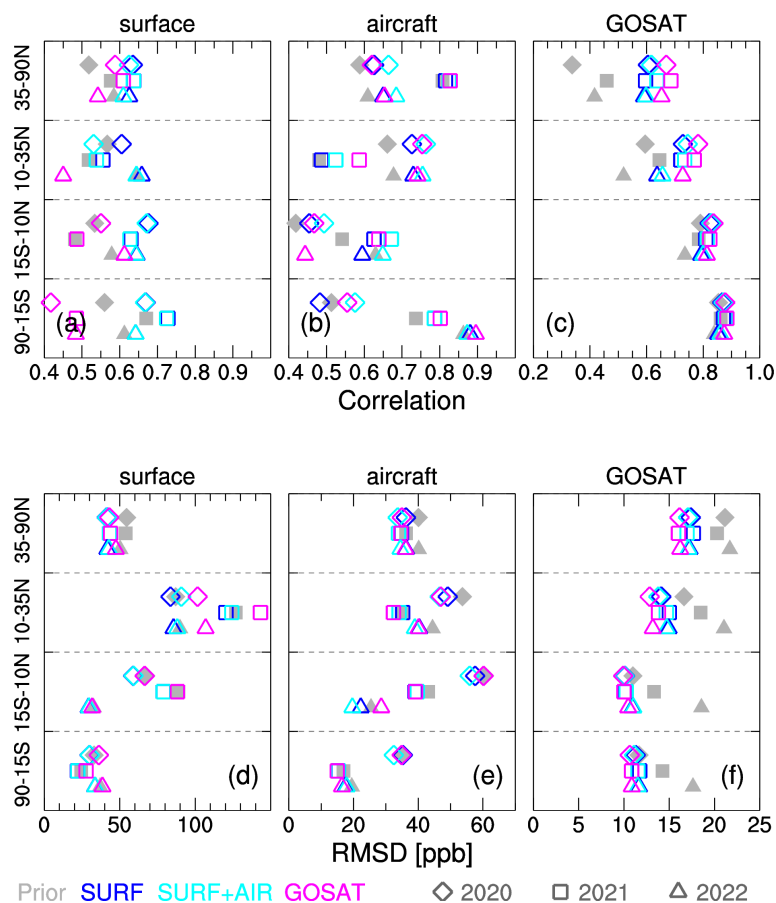 surface aircraft GOSAT
35-90N
10-35N
15S-10N
90-15S
(a) (b) (c)
0.4 0.5 0.6 0.7 0.8 0.9 0.4 0.5 0.6 0.7 0.8 0.9 0.2 0.4 0.6 0.8 1.0
Correlation
surface aircraft GOSAT
35-90N
10-35N
15S-10N
90-15S
(d) (e) (f)
0 50 100 0 20 40 60 0 5 10 15 20 25
RMSD [ppb]
Prior SURF SURF+AIR GOSAT 2020 2021 2022